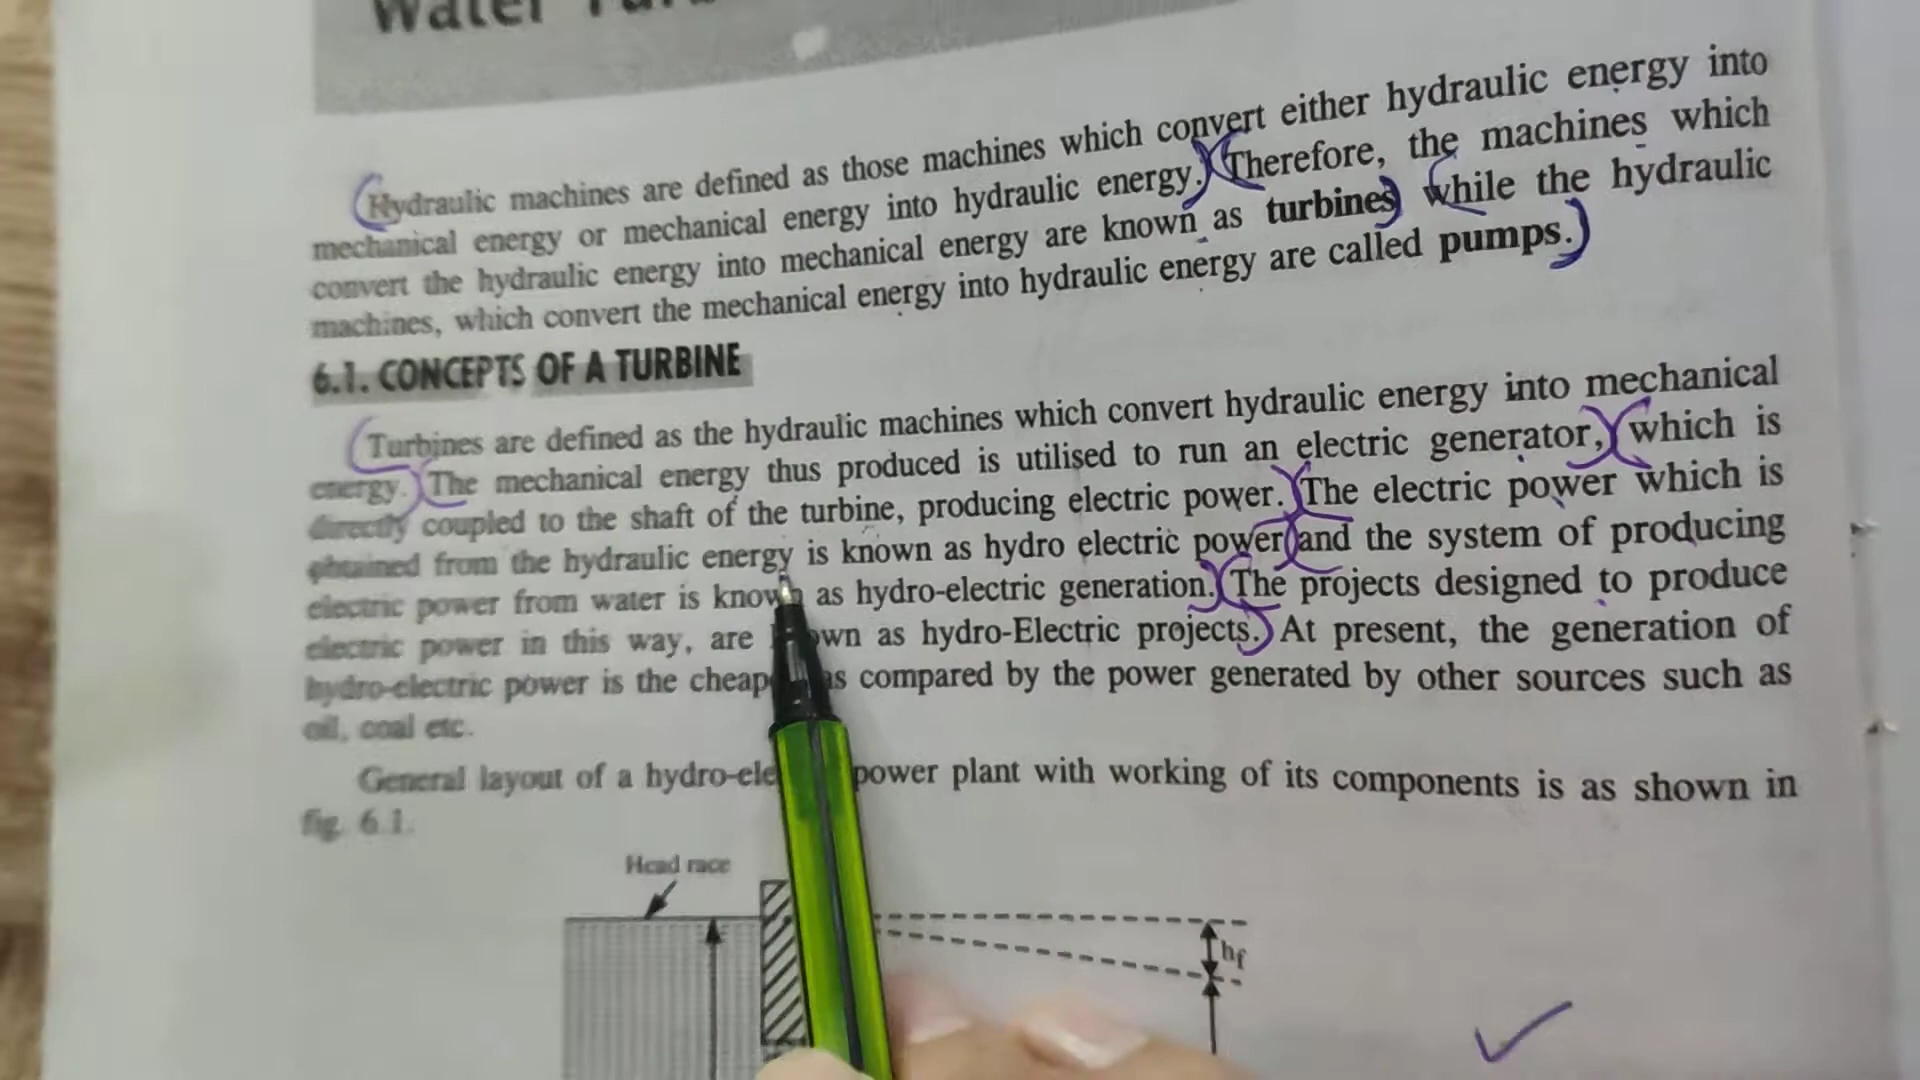 Water
Hydraulic machines are defined as those machines which convert either hydraulic energy into
mechanical energy or mechanical energy into hydraulic energy. Therefore, the machines which
convert the hydraulic energy into mechanical energy are known as turbines while the hydraulic
machines, which convert the mechanical energy into hydraulic energy are called pumps.
6.1. CONCEPTS OF A TURBINE
Turbines are defined as the hydraulic machines which convert hydraulic energy into mechanical
energy. The mechanical energy thus produced is utilised to run an electric generator, which is
directly coupled to the shaft of the turbine, producing electric power. The electric power which is
obtained from the hydraulic energy is known as hydro electric power and the system of producing
electric power from water is known as hydro-electric generation. The projects designed to produce
electric power in this way, are known as hydro-Electric projects. At present, the generation of
hydro-electric power is the as compared by the power generated by other sources such as
oil, coal etc.
General layout of a power plant with working of its components is as shown in
fig. 6.1.
Head race
hf